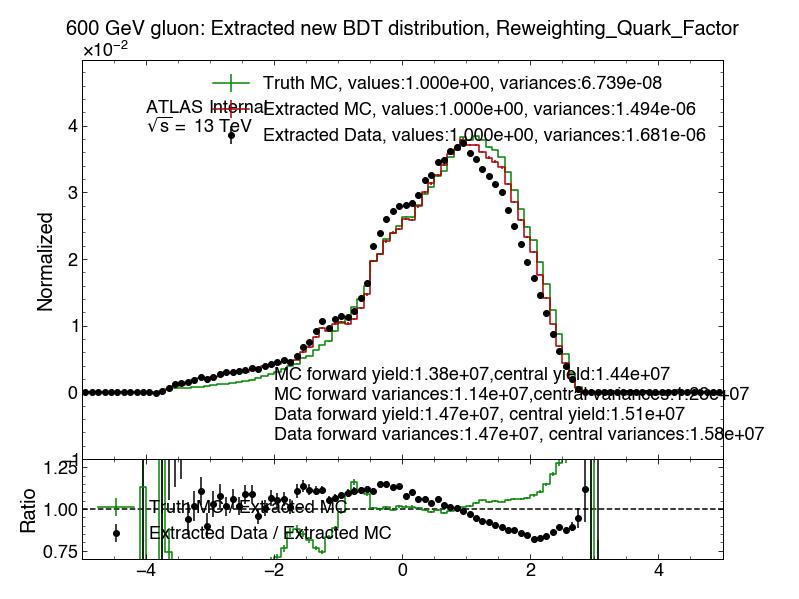 600 GeV gluon: Extracted new BDT distribution, Reweighting_Quark_Factor
×10⁻²
Truth MC, values:1.000e+00, variances:6.739e-08
ATLAS Internal
Extracted MC, values:1.000e+00, variances:1.494e-06
√s = 13 TeV
Extracted Data, values:1.000e+00, variances:1.681e-06
4
3
2
1
0
Normalized
MC forward yield:1.38e+07,central yield:1.44e+07
MC forward variances:1.14e+07,central variances:1.28e+07
Data forward yield:1.47e+07, central yield:1.51e+07
Data forward variances:1.47e+07, central variances:1.58e+07
1.25
1.00
0.75
Ratio
Truth MC / Extracted MC
Extracted Data / Extracted MC
−4 −2 0 2 4